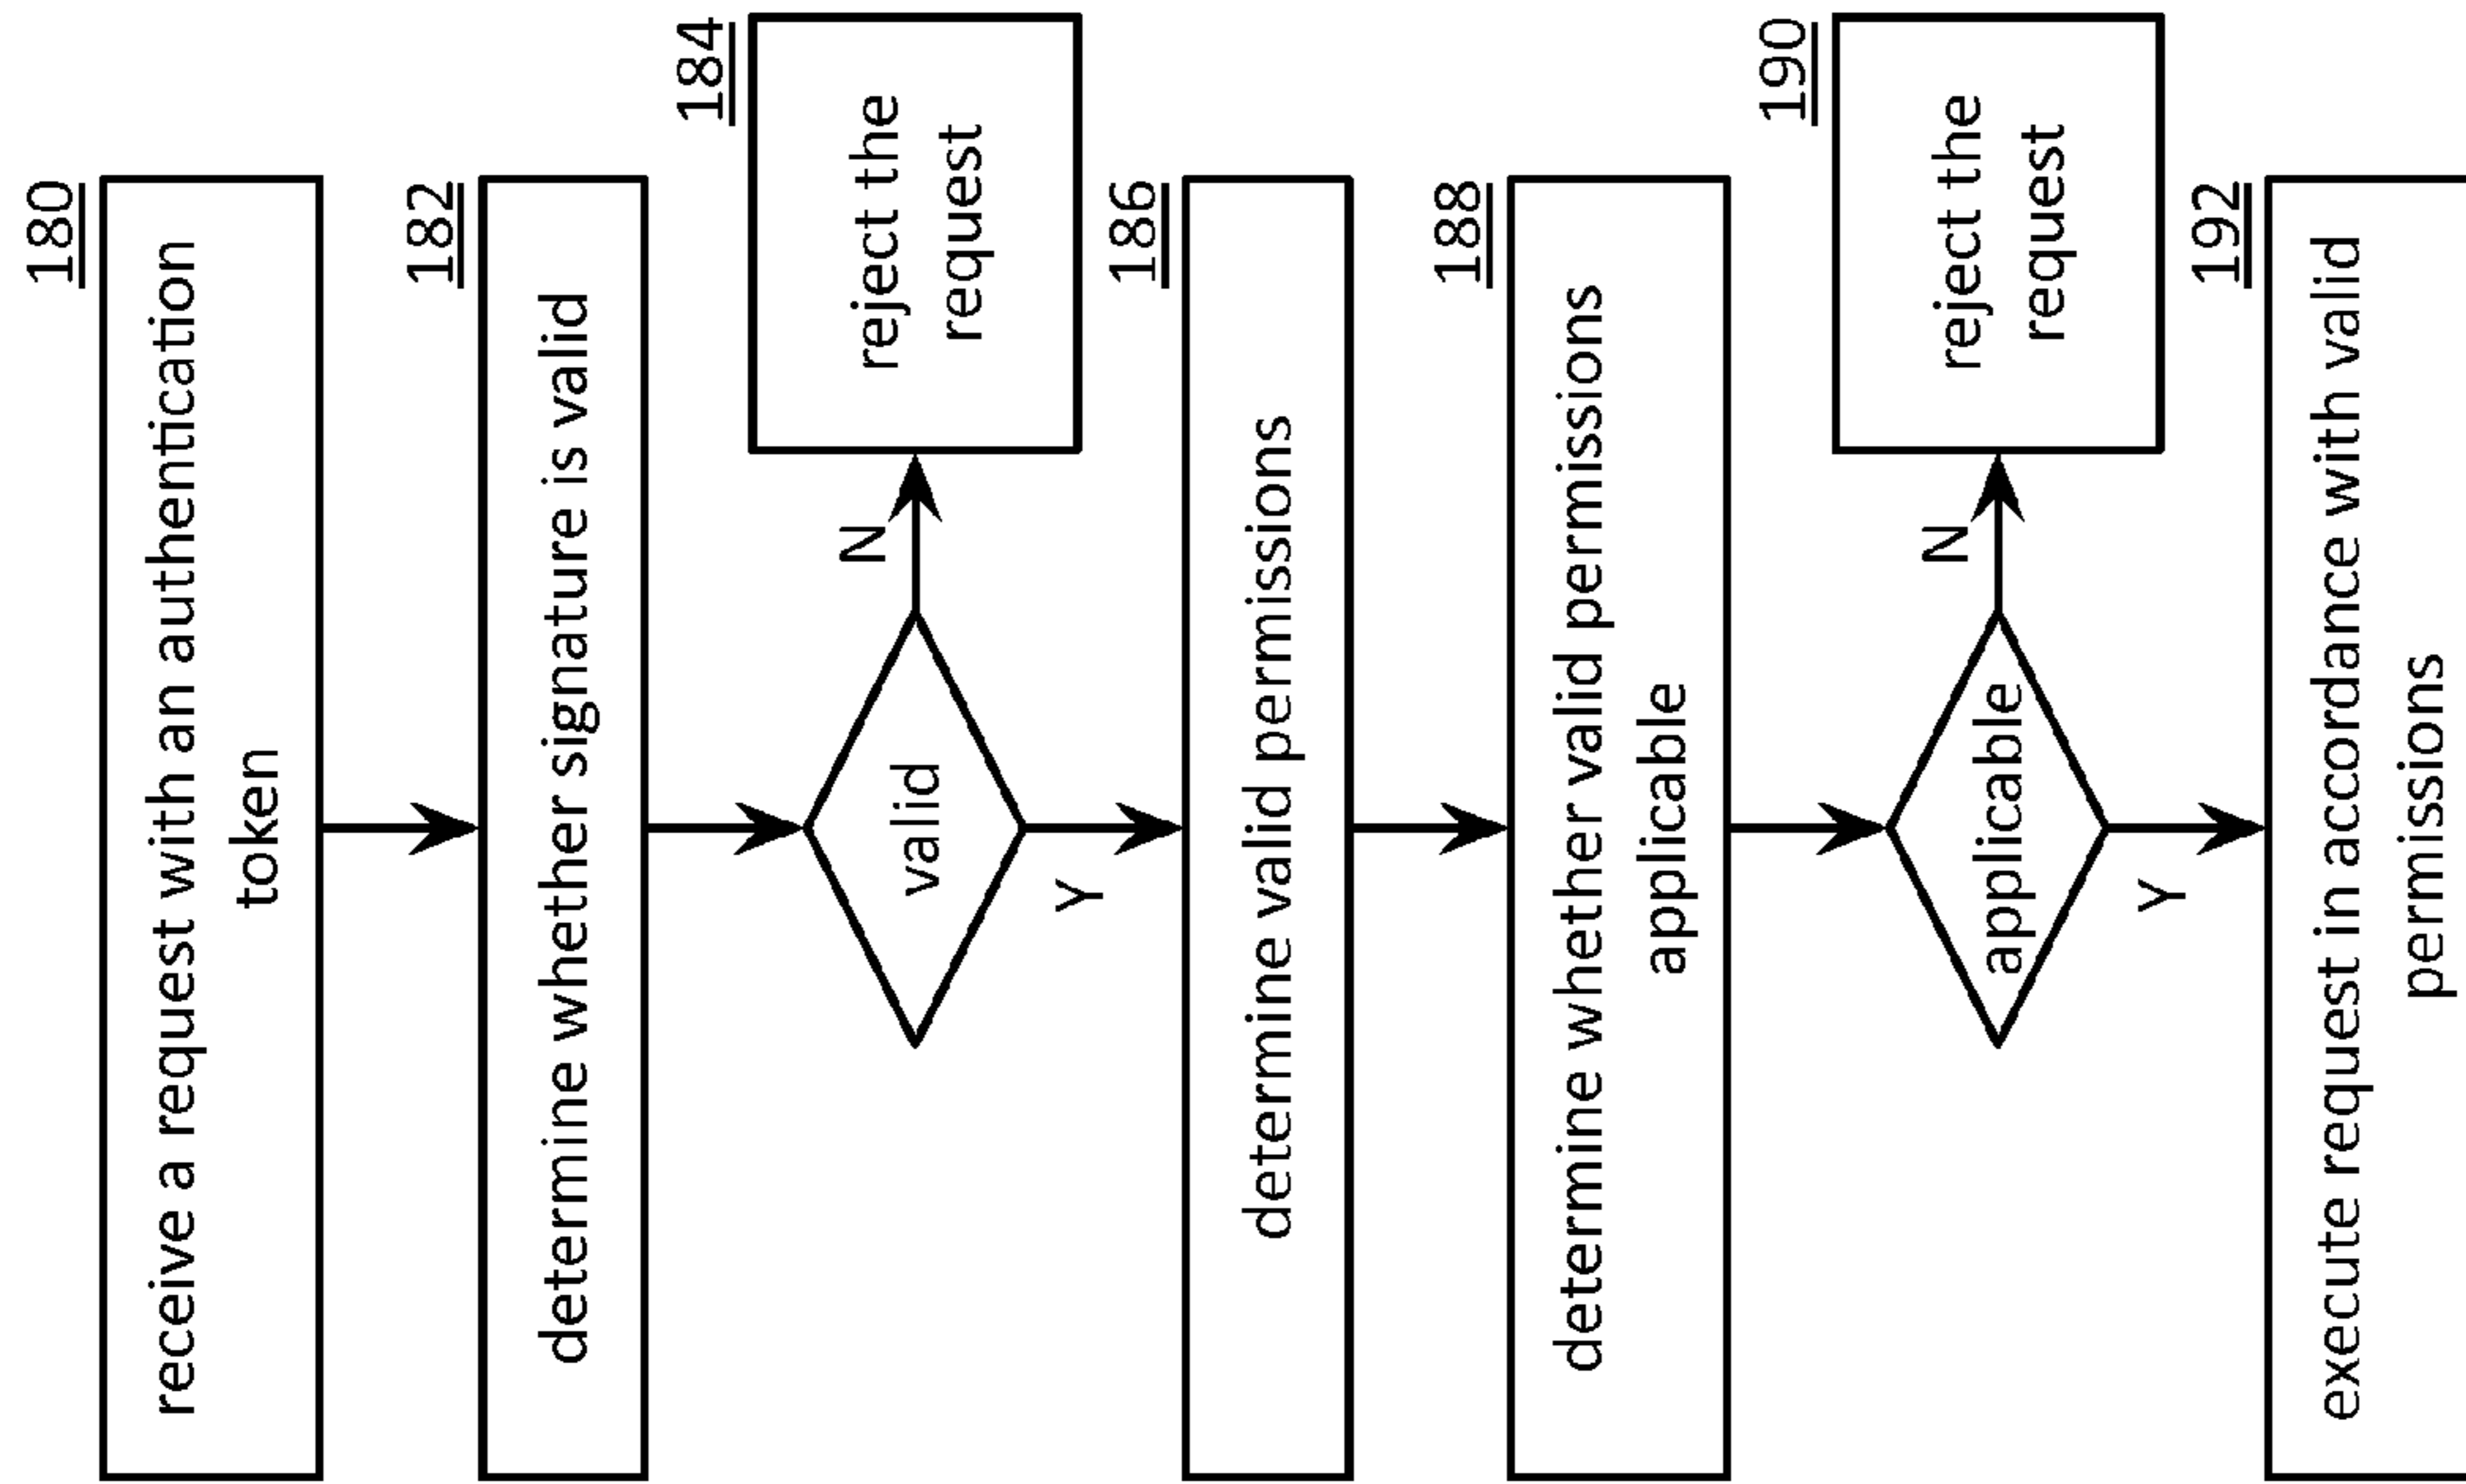 180
receive a request with an authentication
token
182
determine whether signature is valid
valid
N
184
reject the
request
Y
186
determine valid permissions
188
determine whether valid permissions
applicable
applicable
N
190
reject the
request
Y
192
execute request in accordance with valid
permissions